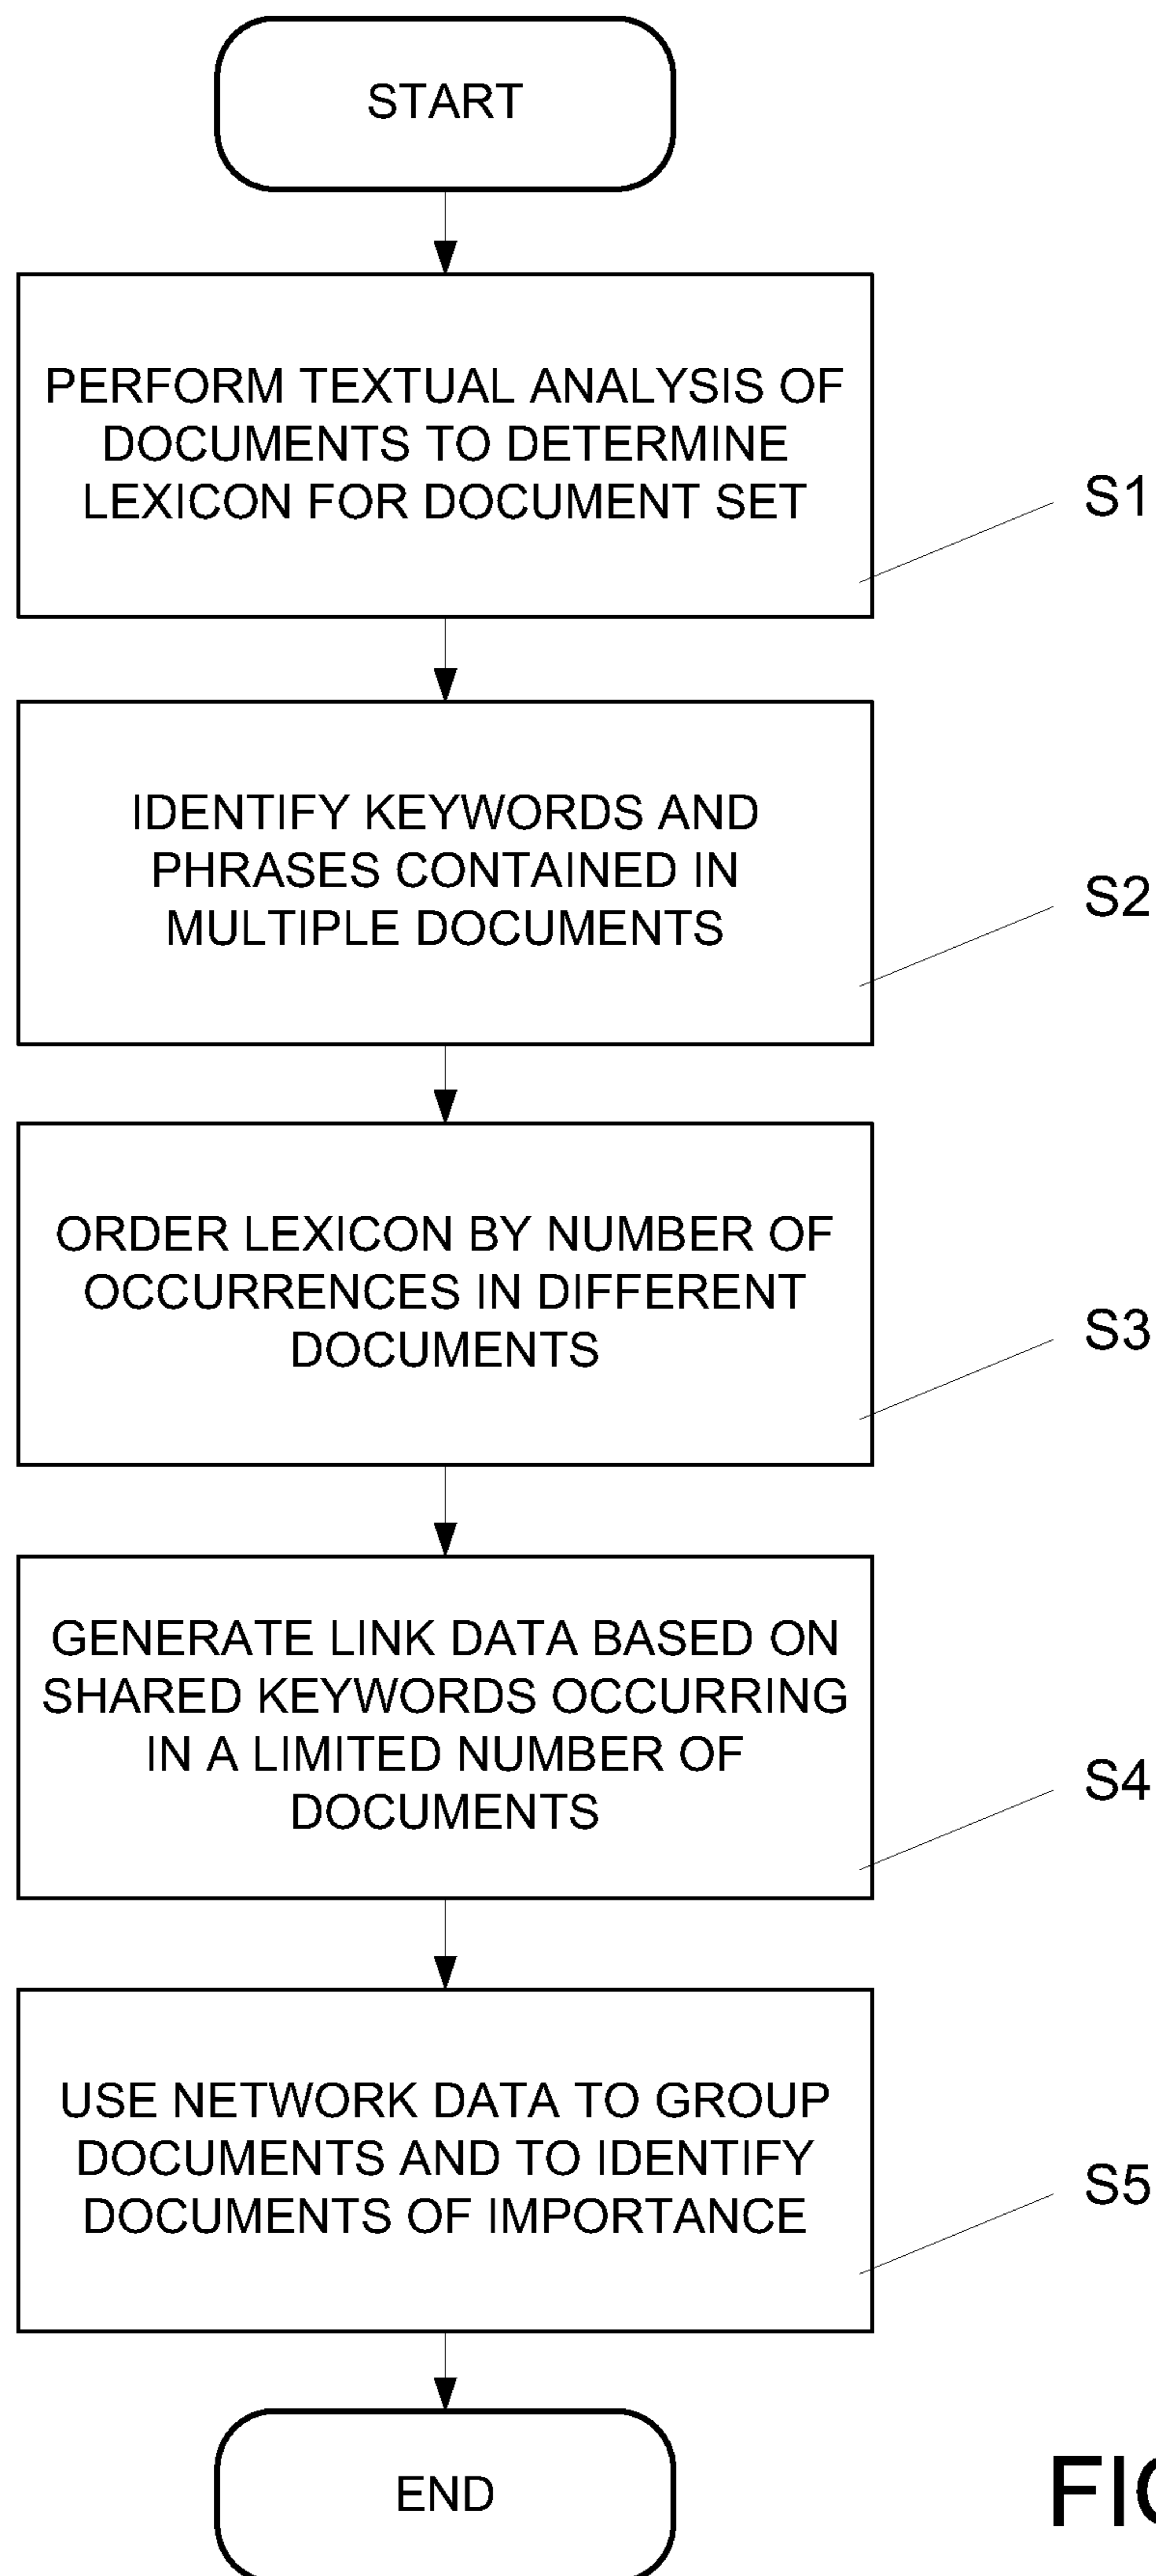 START
PERFORM TEXTUAL ANALYSIS OF
DOCUMENTS TO DETERMINE
LEXICON FOR DOCUMENT SET
S1
IDENTIFY KEYWORDS AND
PHRASES CONTAINED IN
MULTIPLE DOCUMENTS
S2
ORDER LEXICON BY NUMBER OF
OCCURRENCES IN DIFFERENT
DOCUMENTS
S3
GENERATE LINK DATA BASED ON
SHARED KEYWORDS OCCURRING
IN A LIMITED NUMBER OF
DOCUMENTS
S4
USE NETWORK DATA TO GROUP
DOCUMENTS AND TO IDENTIFY
DOCUMENTS OF IMPORTANCE
S5
END